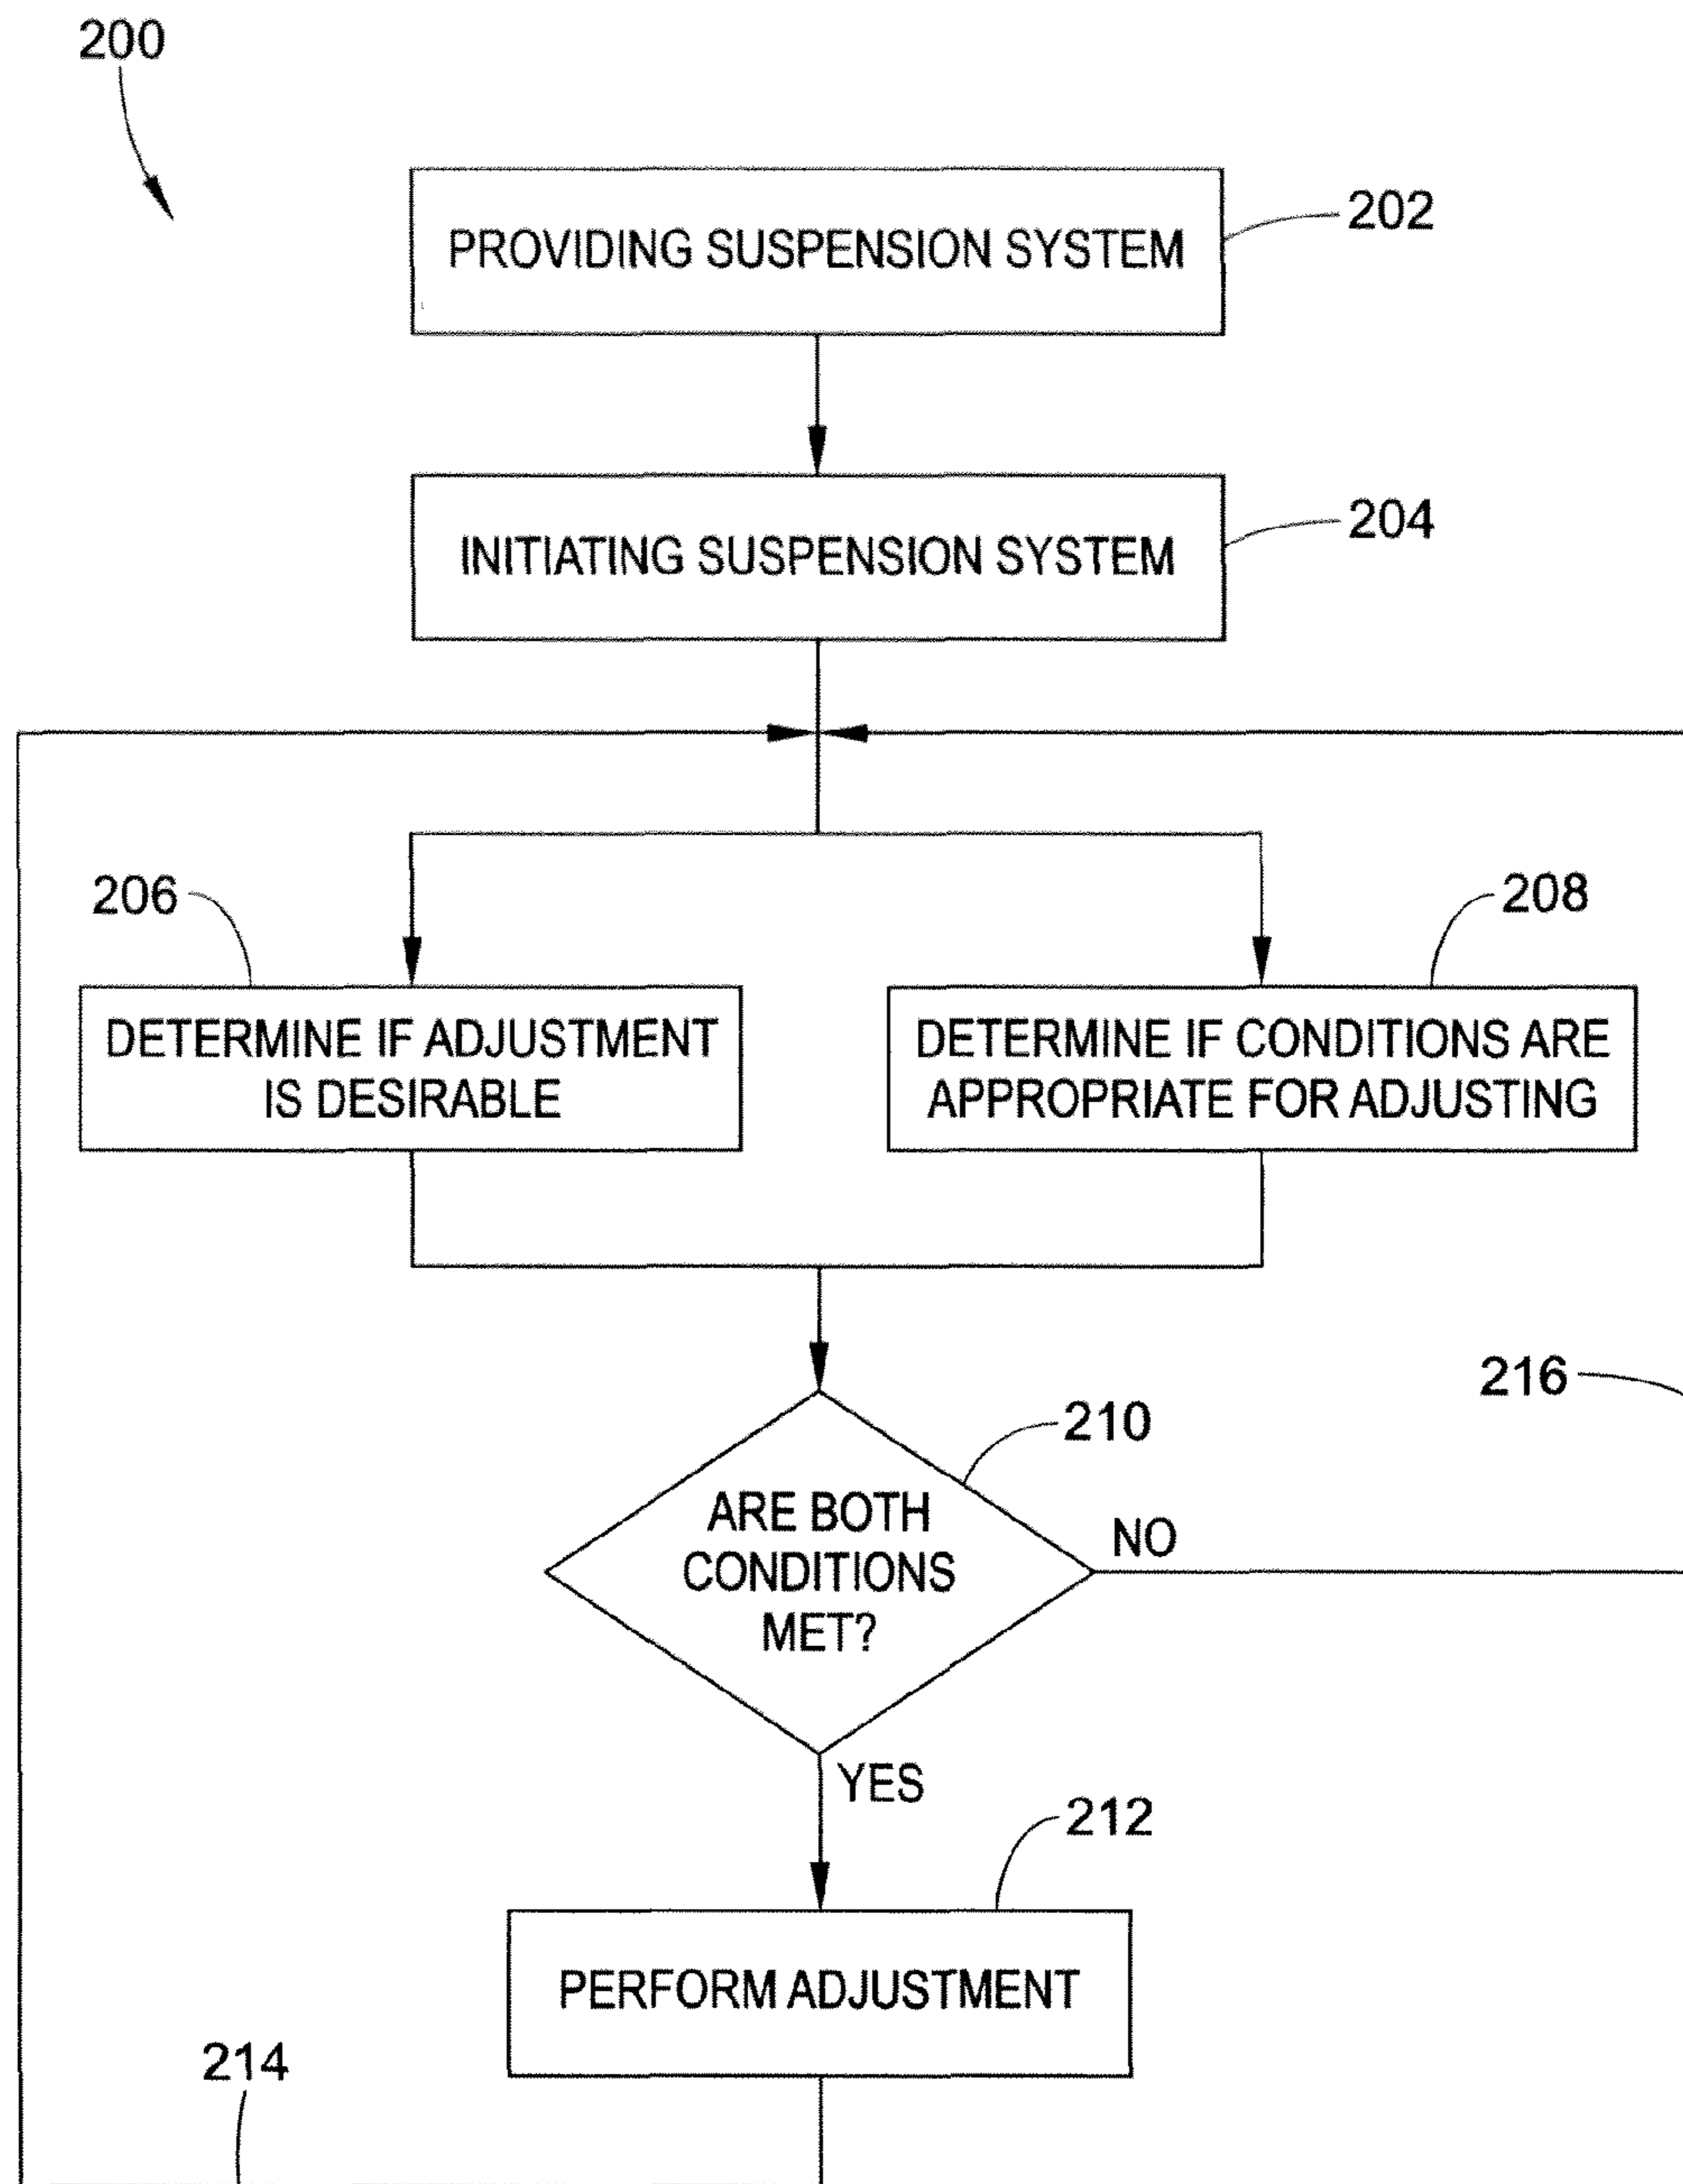 200
PROVIDING SUSPENSION SYSTEM
202
INITIATING SUSPENSION SYSTEM
204
206
208
DETERMINE IF ADJUSTMENT
IS DESIRABLE
DETERMINE IF CONDITIONS ARE
APPROPRIATE FOR ADJUSTING
216
210
ARE BOTH
CONDITIONS
MET?
NO
YES
212
PERFORM ADJUSTMENT
214